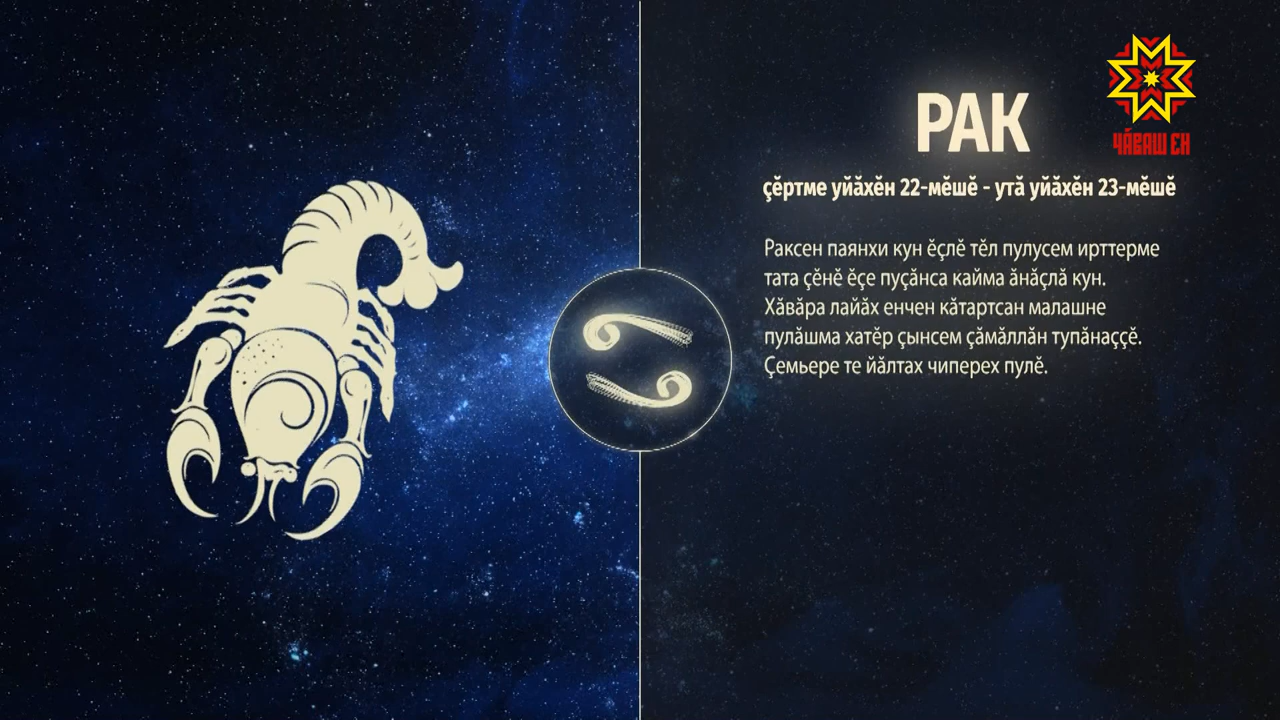 РАК
ЧĂВАШ ЕН
ҫӗртме уйӑхӗн 22-мӗшӗ - утӑ уйӑхӗн 23-мӗшӗ
Раксен паянхи кун ӗҫлӗ тӗл пулусем ирттерме
тата ҫӗнӗ ӗҫе пуҫӑнса кайма ӑнӑҫлӑ кун.
Хӑвӑра лайӑх енчен кӑтартсан малашне
пулӑшма хатӗр ҫынсем ҫӑмӑллӑн тупӑнаҫҫӗ.
Ҫемьере те йӑлтах чиперех пулӗ.